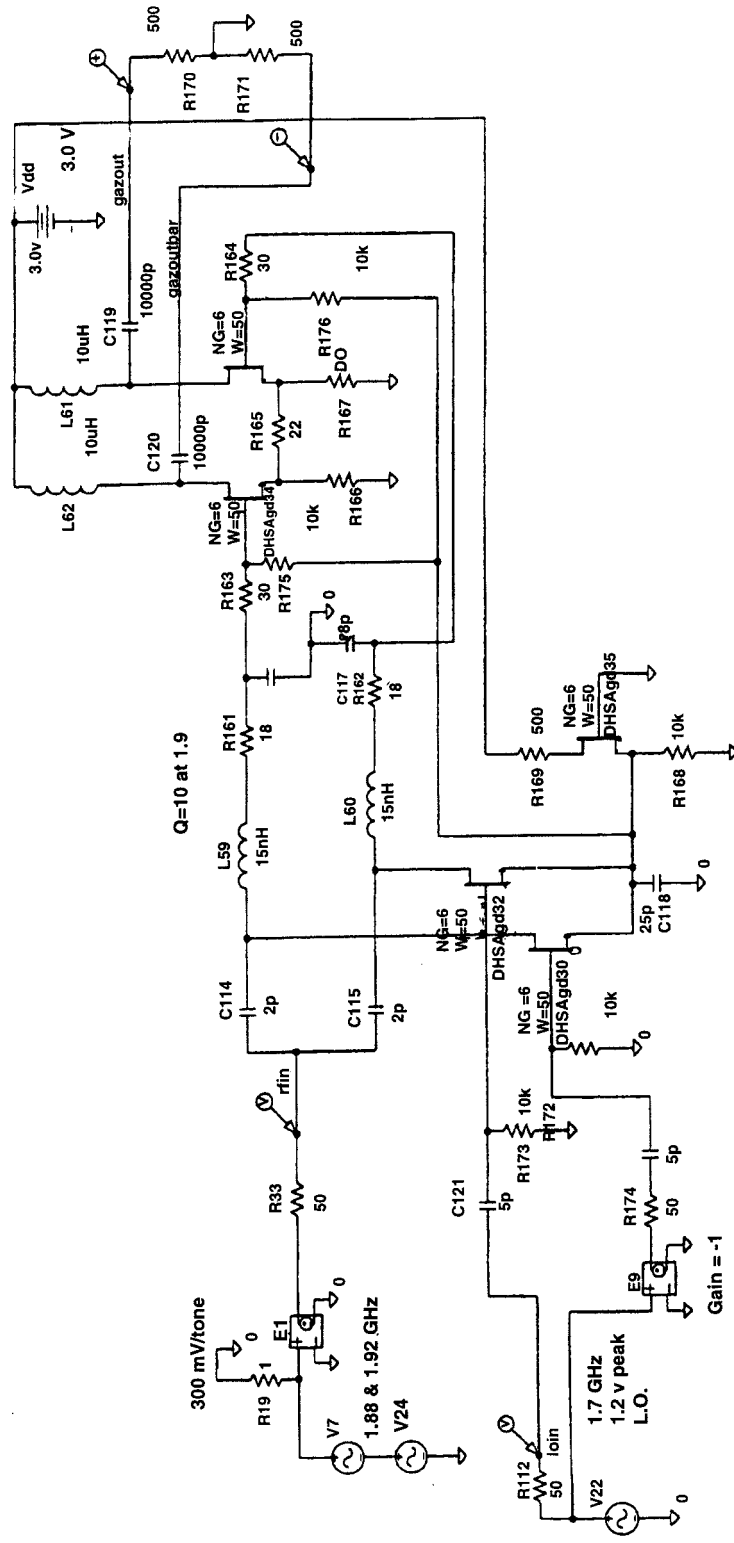 500
500
R170
R171
Vdd
3.0 V
3.0v
gazout
gazoutbar
10000p
C119
10uH
L61
10uH
L62
C120
10000p
R164
30
10k
R176
NG=6
W=50
R165
22
DO
R167
NG=6
W=50
DHSAgd34
10k
R166
R163
30
R175
0
C117
R162
18
R161
18
Q=10 at 1.9
L59
15nH
L60
15nH
500
R169
NG=6
W=50
DHSAgd35
10k
R168
NG=6
W=50
DHSAgd32
25p
C118
0
C114
2p
C115
2p
NG =6
W=50
DHSAgd30
10k
0
rfin
V
R33
50
C121
5p
10k
R173
R172
5p
R174
50
300 mV/tone
0
R19
1
E1
0
V7
1.88 & 1.92 GHz
V24
E9
Gain = -1
1.7 GHz
1.2 v peak
L.O.
V
loin
R112
50
V22
0